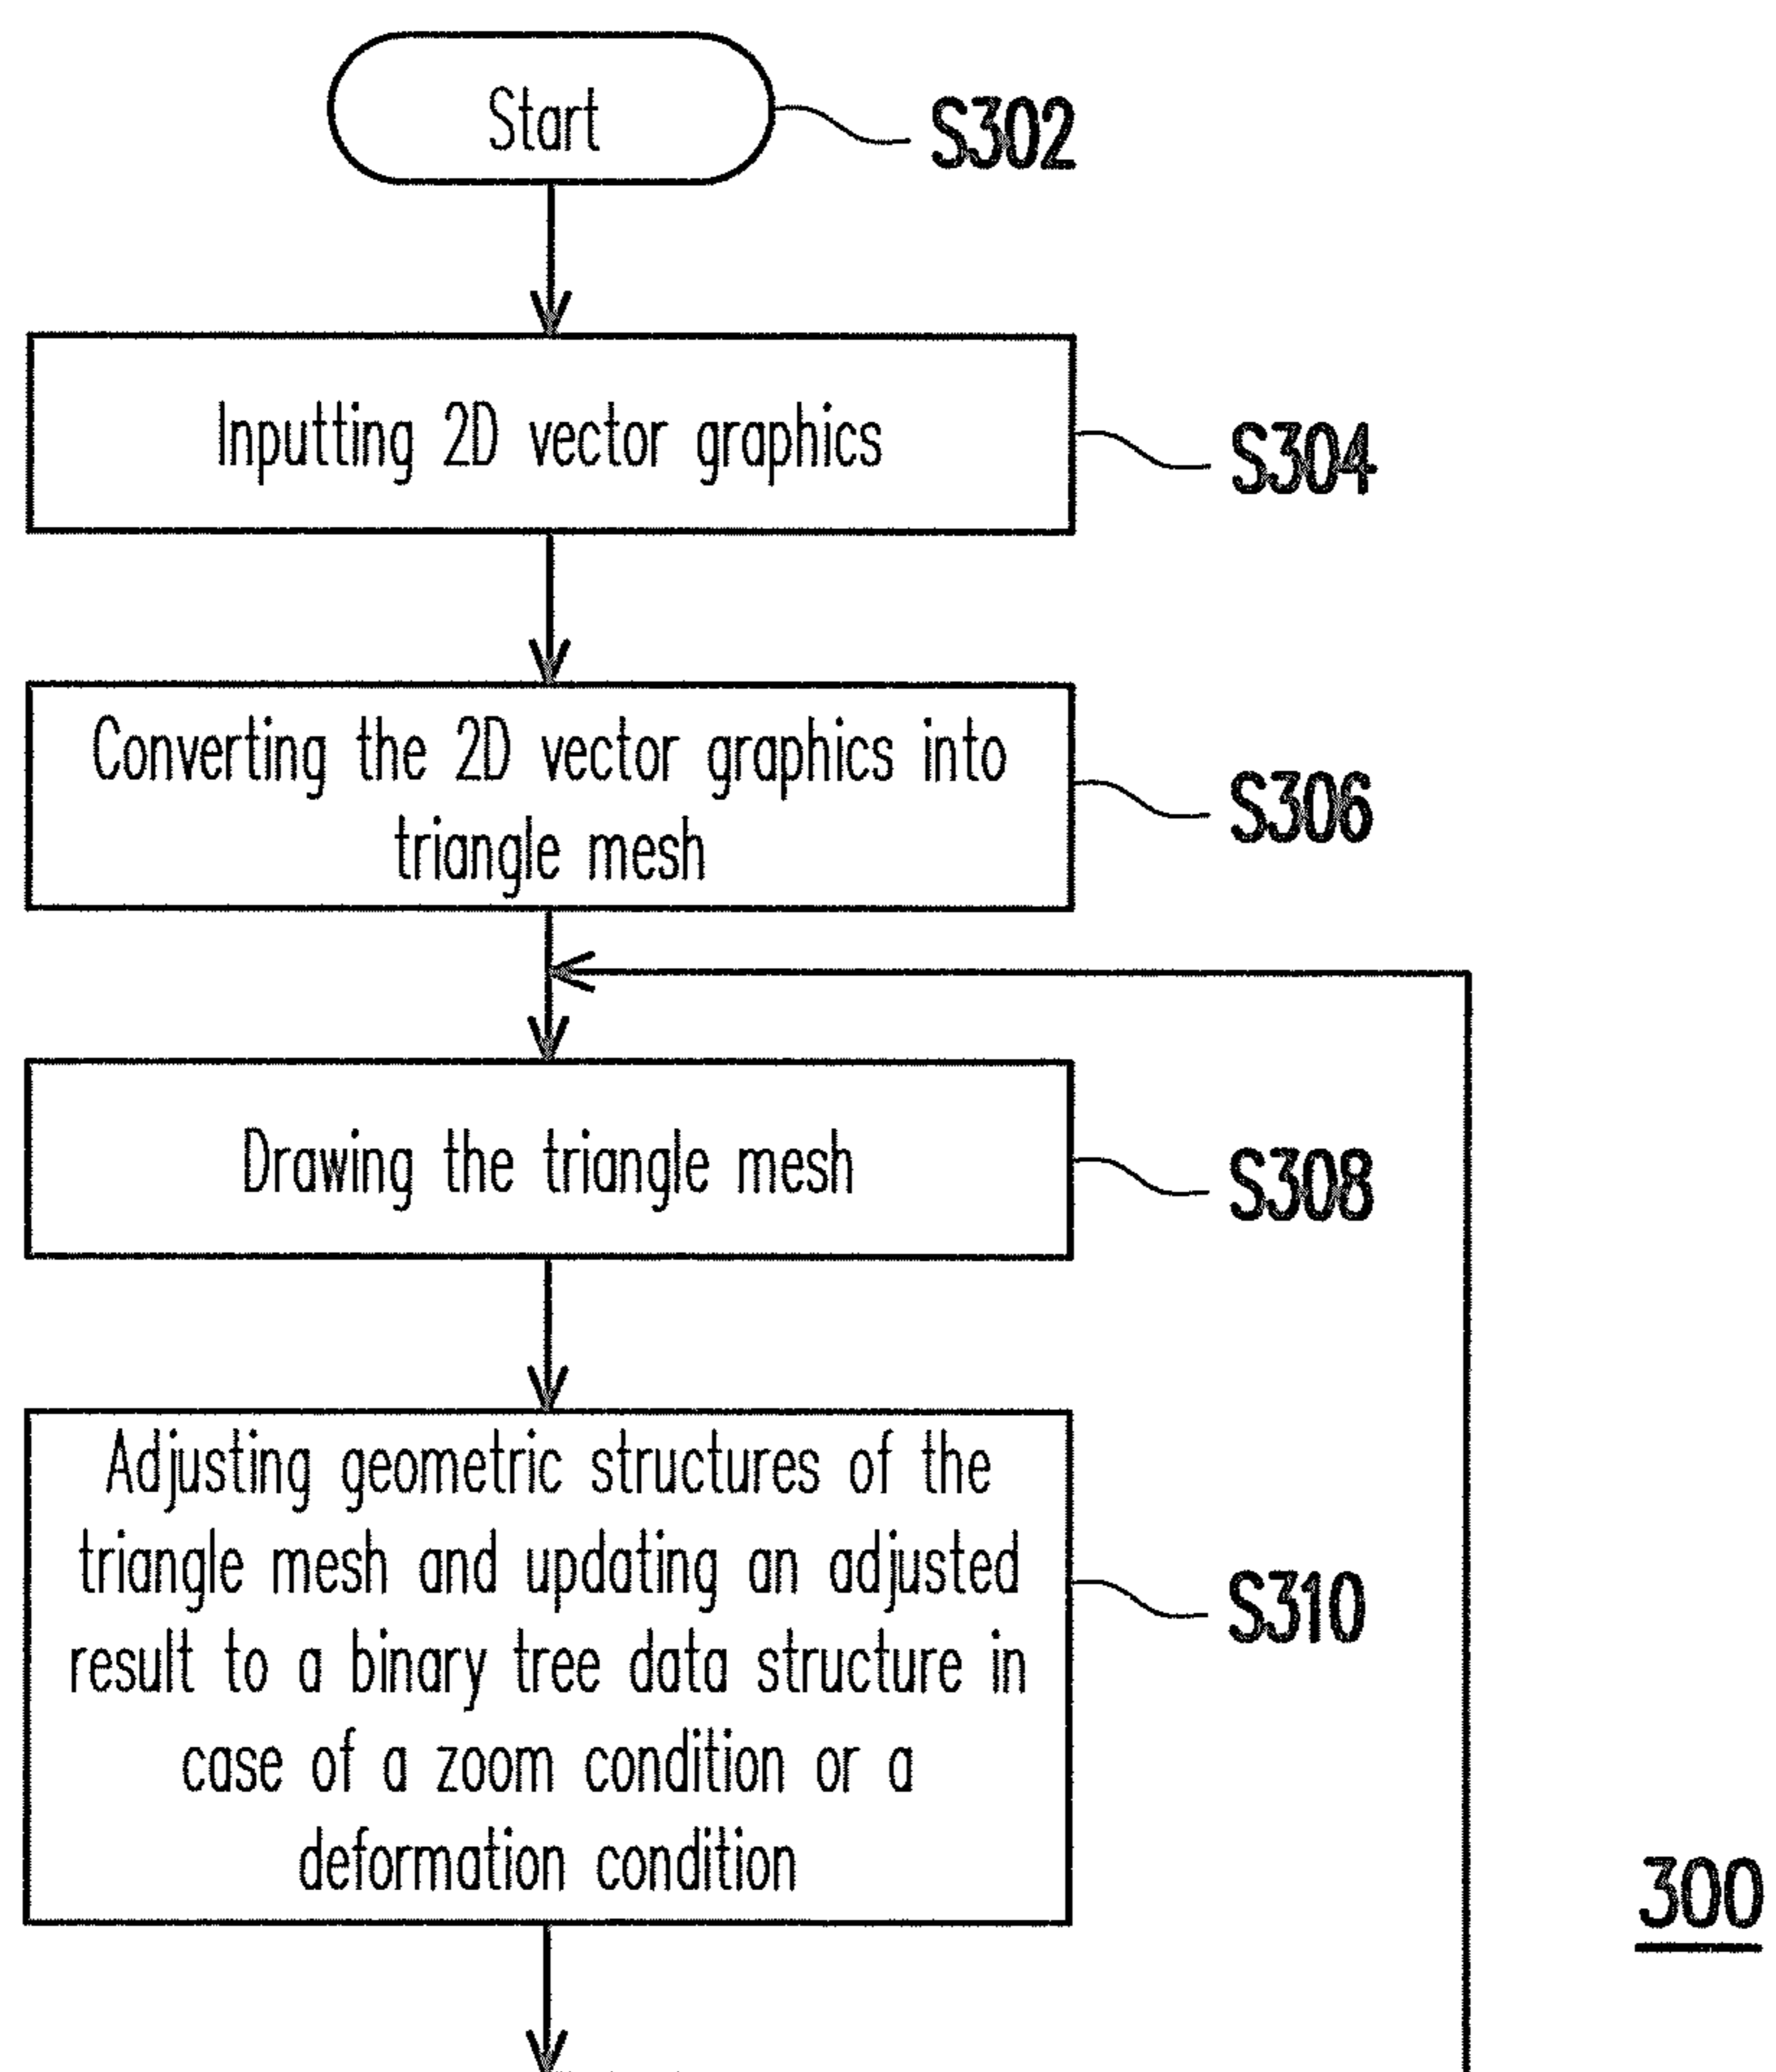 Start
S302
Inputting 2D vector graphics
S304
Converting the 2D vector graphics into
triangle mesh
S306
Drawing the triangle mesh
S308
Adjusting geometric structures of the
triangle mesh and updating an adjusted
result to a binary tree data structure in
case of a zoom condition or a
deformation condition
S310
300